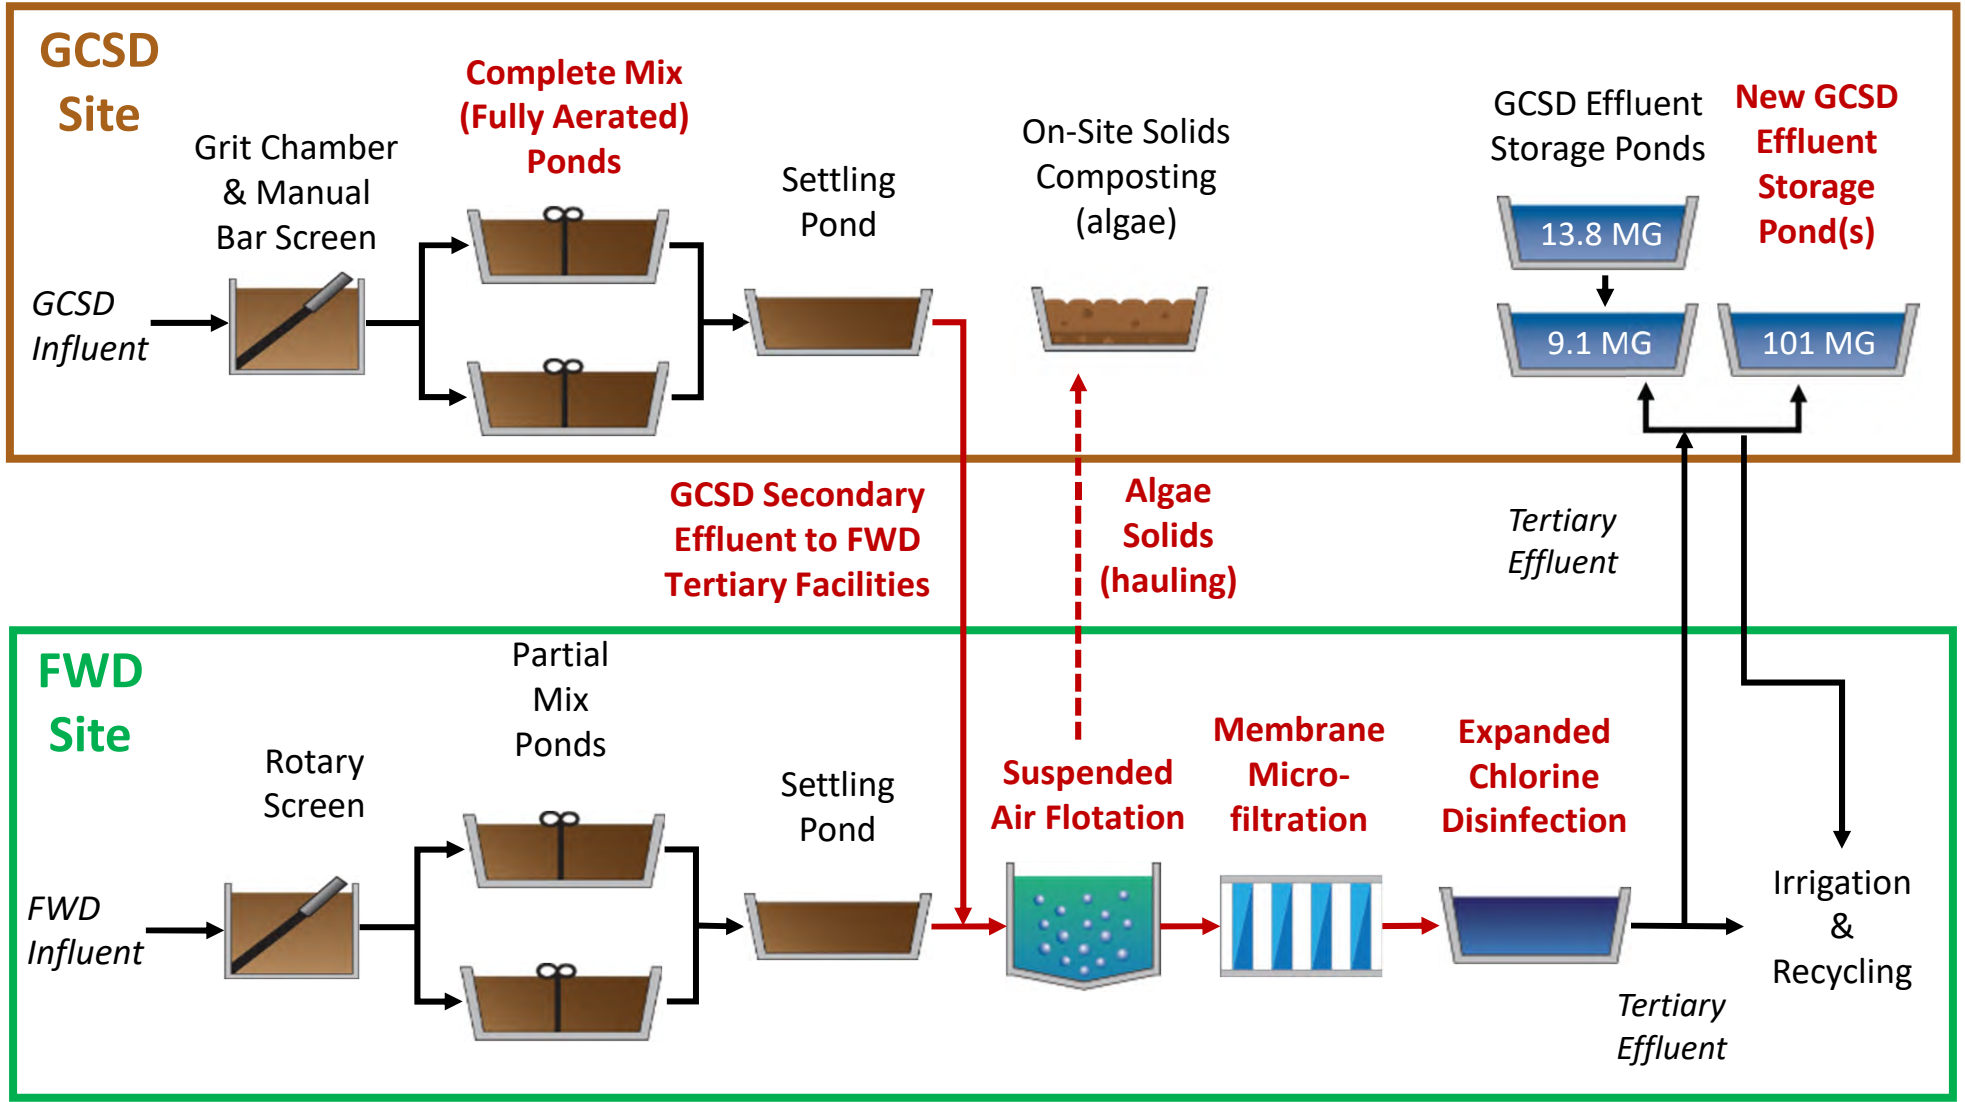 GCSD
Site
Grit Chamber
& Manual
Bar Screen
GCSD
Influent
Complete Mix
(Fully Aerated)
Ponds
Settling
Pond
On-Site Solids
Composting
(algae)
GCSD Effluent
Storage Ponds
13.8 MG
9.1 MG
New GCSD
Effluent
Storage
Pond(s)
101 MG
GCSD Secondary
Effluent to FWD
Tertiary Facilities
Algae
Solids
(hauling)
Tertiary
Effluent
FWD
Site
FWD
Influent
Rotary
Screen
Partial
Mix
Ponds
Settling
Pond
Suspended
Air Flotation
Membrane
Micro-
filtration
Expanded
Chlorine
Disinfection
Irrigation
&
Recycling
Tertiary
Effluent